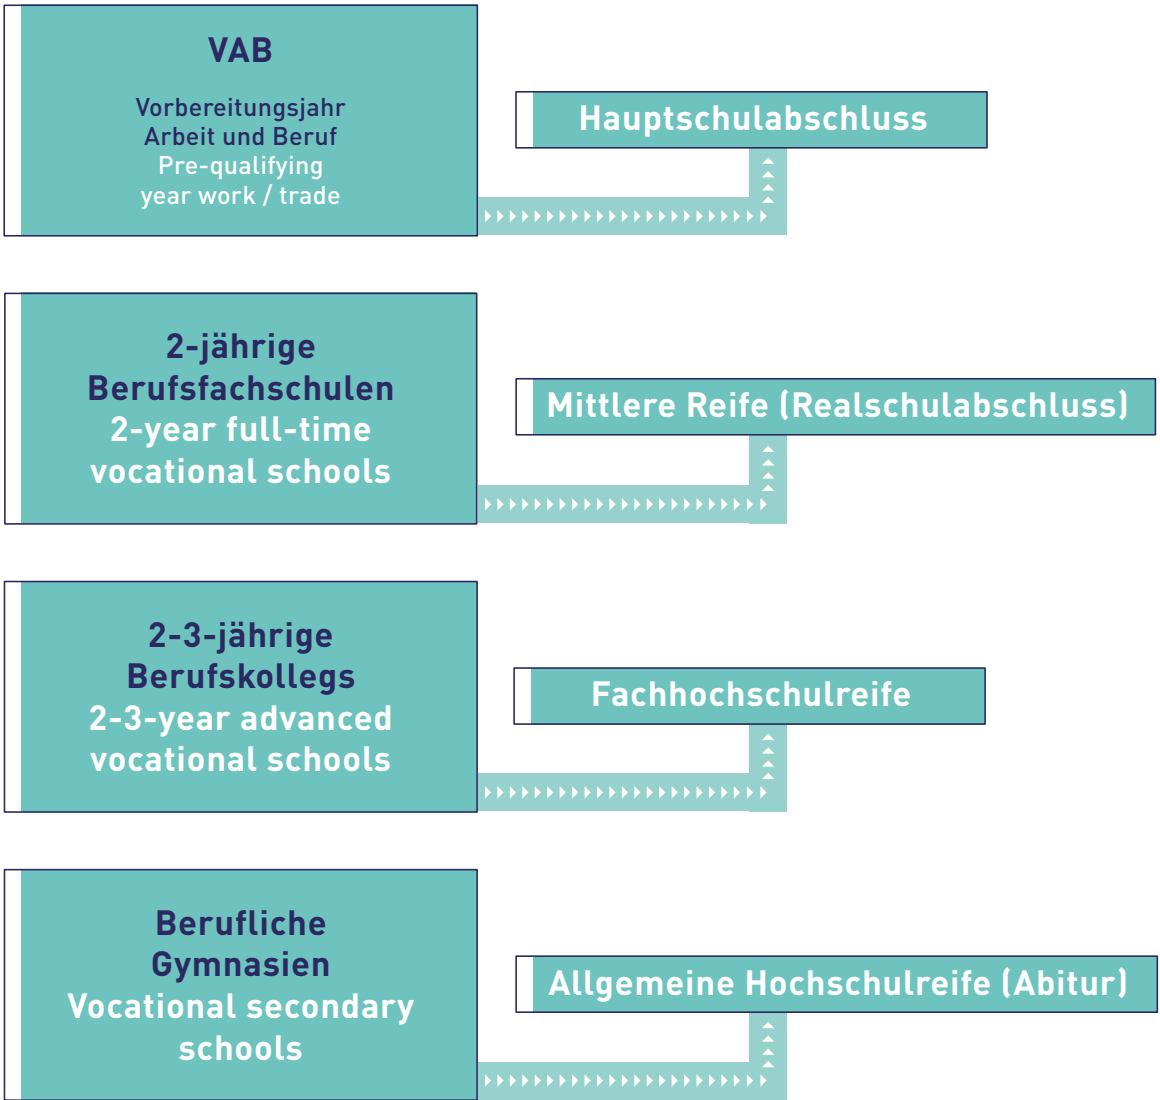 VAB
Vorbereitungsjahr
Arbeit und Beruf
Pre-qualifying
year work / trade
Hauptschulabschluss
2-jährige
Berufsfachschulen
2-year full-time
vocational schools
Mittlere Reife (Realschulabschluss)
2-3-jährige
Berufskollegs
2-3-year advanced
vocational schools
Fachhochschulreife
Berufliche
Gymnasien
Vocational secondary
schools
Allgemeine Hochschulreife (Abitur)